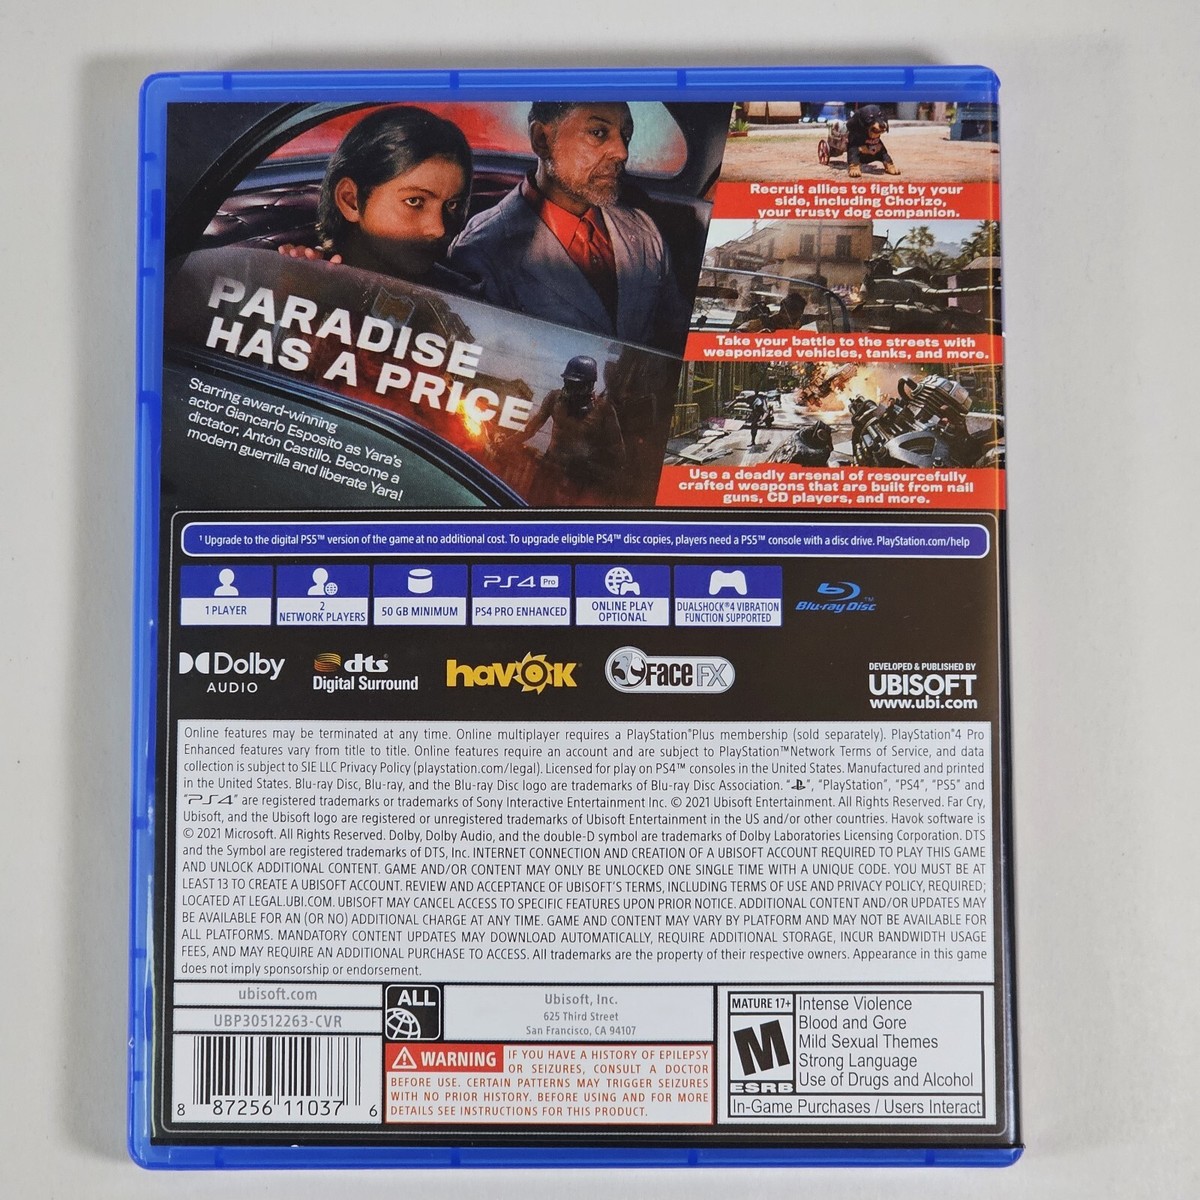 PARADISE
HAS A PRICE
Starring award-winning
actor Giancarlo Esposito as Yara's
dictator, Antón Castillo. Become a
modern guerrilla and liberate Yara!
Recruit allies to fight by your
side, including Chorizo,
your trusty dog companion.
Take your battle to the streets with
weaponized vehicles, tanks, and more.
Use a deadly arsenal of resourcefully
crafted weapons that are built from nail
guns, CD players, and more.
¹ Upgrade to the digital PS5™ version of the game at no additional cost. To upgrade eligible PS4™ disc copies, players need a PS5™ console with a disc drive. PlayStation.com/help
1 PLAYER
2
NETWORK PLAYERS
50 GB MINIMUM
PS4 Pro
PS4 PRO ENHANCED
ONLINE PLAY
OPTIONAL
DUALSHOCK®4 VIBRATION
FUNCTION SUPPORTED
Blu-ray Disc™
Dolby
AUDIO
dts
Digital Surround
havok
FaceFX
DEVELOPED & PUBLISHED BY
UBISOFT
www.ubi.com
Online features may be terminated at any time. Online multiplayer requires a PlayStation®Plus membership (sold separately). PlayStation®4 Pro
Enhanced features vary from title to title. Online features require an account and are subject to PlayStation™Network Terms of Service, and data
collection is subject to SIE LLC Privacy Policy (playstation.com/legal). Licensed for play on PS4™ consoles in the United States. Manufactured and printed
in the United States. Blu-ray Disc, Blu-ray, and the Blu-ray Disc logo are trademarks of Blu-ray Disc Association. "PS", "PlayStation", "PS4", "PS5" and
"PS4" are registered trademarks or trademarks of Sony Interactive Entertainment Inc. © 2021 Ubisoft Entertainment. All Rights Reserved. Far Cry,
Ubisoft, and the Ubisoft logo are registered or unregistered trademarks of Ubisoft Entertainment in the US and/or other countries. Havok software is
© 2021 Microsoft. All Rights Reserved. Dolby, Dolby Audio, and the double-D symbol are trademarks of Dolby Laboratories Licensing Corporation. DTS
and the Symbol are registered trademarks of DTS, Inc. INTERNET CONNECTION AND CREATION OF A UBISOFT ACCOUNT REQUIRED TO PLAY THIS GAME
AND UNLOCK ADDITIONAL CONTENT. GAME AND/OR CONTENT MAY ONLY BE UNLOCKED ONE SINGLE TIME WITH A UNIQUE CODE. YOU MUST BE AT
LEAST 13 TO CREATE A UBISOFT ACCOUNT. REVIEW AND ACCEPTANCE OF UBISOFT'S TERMS, INCLUDING TERMS OF USE AND PRIVACY POLICY, REQUIRED;
LOCATED AT LEGAL.UBI.COM. UBISOFT MAY CANCEL ACCESS TO SPECIFIC FEATURES UPON PRIOR NOTICE. ADDITIONAL CONTENT AND/OR UPDATES MAY
BE AVAILABLE FOR AN (OR NO) ADDITIONAL CHARGE AT ANY TIME. GAME AND CONTENT MAY VARY BY PLATFORM AND MAY NOT BE AVAILABLE FOR
ALL PLATFORMS. MANDATORY CONTENT UPDATES MAY DOWNLOAD AUTOMATICALLY, REQUIRE ADDITIONAL STORAGE, INCUR BANDWIDTH USAGE
FEES, AND MAY REQUIRE AN ADDITIONAL PURCHASE TO ACCESS. All trademarks are the property of their respective owners. Appearance in this game
does not imply sponsorship or endorsement.
ubisoft.com
UBP30512263-CVR
8 87256 11037 6
ALL
Ubisoft, Inc.
625 Third Street
San Francisco, CA 94107
WARNING IF YOU HAVE A HISTORY OF EPILEPSY
OR SEIZURES, CONSULT A DOCTOR
BEFORE USE. CERTAIN PATTERNS MAY TRIGGER SEIZURES
WITH NO PRIOR HISTORY. BEFORE USING AND FOR MORE
DETAILS SEE INSTRUCTIONS FOR THIS PRODUCT.
MATURE 17+
M
ESRB
Intense Violence
Blood and Gore
Mild Sexual Themes
Strong Language
Use of Drugs and Alcohol
In-Game Purchases / Users Interact